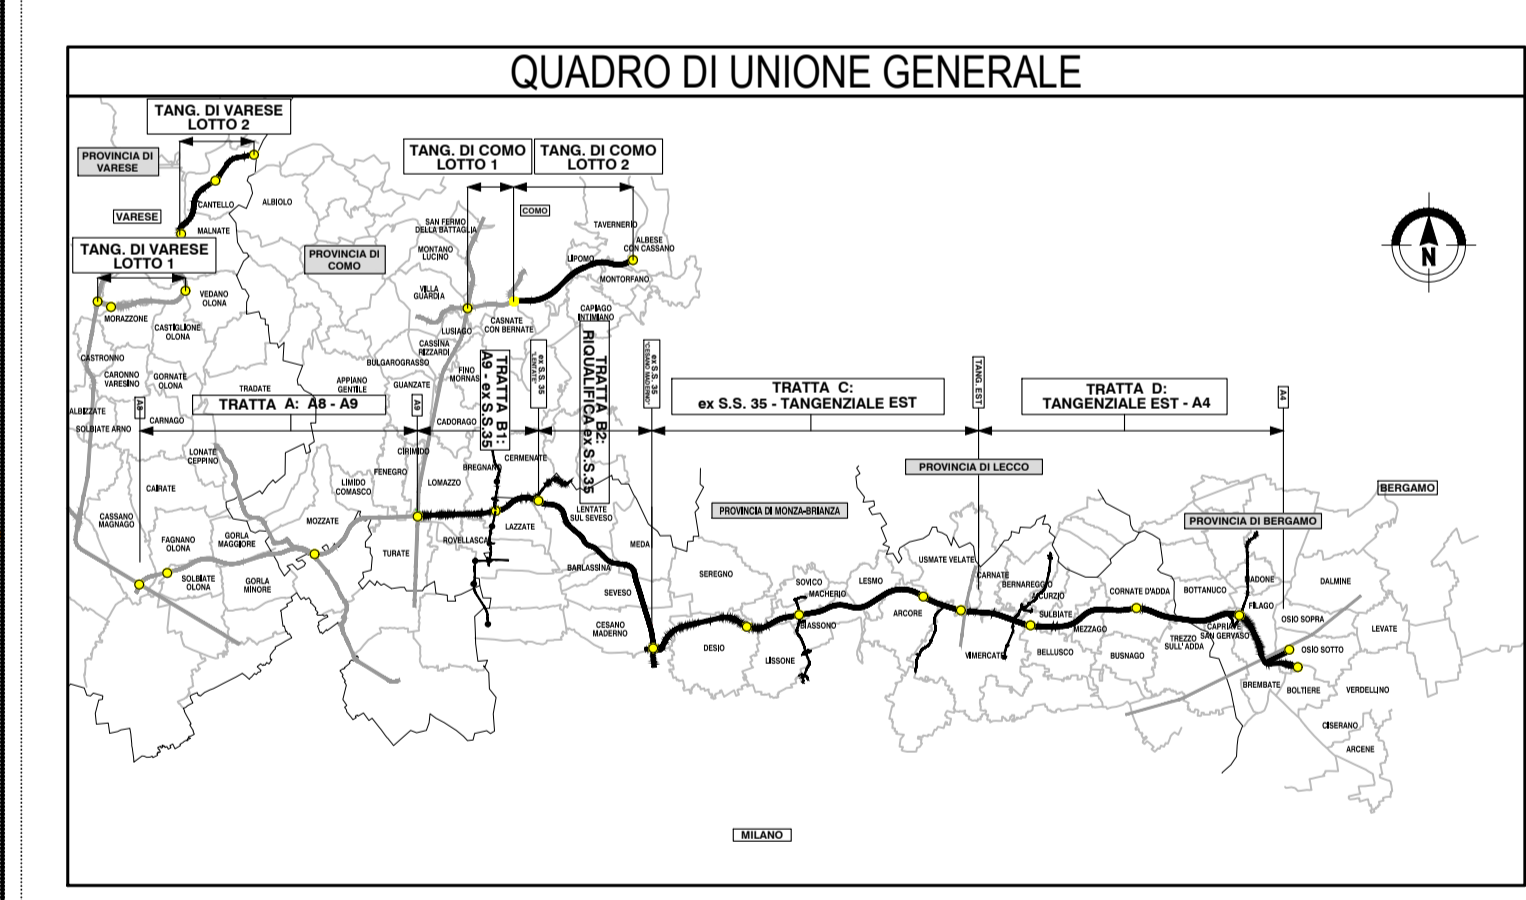 QUADRO DI UNIONE GENERALE
TANG. DI VARESE
LOTTO 2
PROVINCIA DI
VARESE
TANG. DI COMO
LOTTO 1
TANG. DI COMO
LOTTO 2
CANTELLO
ALBIOLO
VARESE
MALNATE
COMO
SAN FERMO
DELLA BATTAGLIA
TAVERNERIO
ALBESE
CON CASSANO
TANG. DI VARESE
LOTTO 1
PROVINCIA DI
COMO
MONTANO
LUCINO
LIPOMO
MONTORFANO
N
VILLA
GUARDIA
VEDANO
OLONA
MORAZZONE
CASTIGLIONE
OLONA
LUSIAGO
CASNATE
CON BERNATE
CAPIAGO
INTIMIANO
CASTRONNO
CARONNO
VARESINO
GORNATE
OLONA
TRADATE
APPIANO
GENTILE
BULGAROGRASSO
CASSINA
RIZZARDI
GUANZATE
FINO
MORNAS
TRATTA B1:
A9 - ex S.S.35
ex S.S. 35
"LENTATE"
TRATTA B2:
RIQUALIFICA ex S.S.35
ex S.S. 35
"CESANO MADERNO"
TRATTA C:
ex S.S. 35 - TANGENZIALE EST
TANG. EST
TRATTA D:
TANGENZIALE EST - A4
A4
ALBIZZATE
SOLBIATE ARNO
A8
CARNAGO
TRATTA A: A8 - A9
A9
CADORAGO
LONATE
CEPPINO
CIRIMIDO
FENEGRO
BREGNANO
CERMENATE
PROVINCIA DI LECCO
CAIRATE
LIMIDO
COMASCO
LOMAZZO
BERGAMO
CASSANO
MAGNAGO
MOZZATE
LAZZATE
LENTATE
SUL SEVESO
PROVINCIA DI MONZA-BRIANZA
PROVINCIA DI BERGAMO
FAGNANO
OLONA
GORLA
MAGGIORE
TURATE
ROVELLASCA
MEDA
BARLASSINA
SOLBIATE
OLONA
GORLA
MINORE
SEVESO
SEREGNO
SOVICO
MACHERIO
LESMO
USMATE VELATE
CARNATE
BERNAREGGIO
AICURZIO
CORNATE D'ADDA
BOTTANUCO
MADONE
DALMINE
FILAGO
CESANO
MADERNO
DESIO
LISSONE
BIASSONO
ARCORE
SULBIATE
MEZZAGO
VIMERCATE
BELLUSCO
BUSNAGO
TREZZO
SULL' ADDA
CAPRIATE
SAN GERVASO
OSIO SOPRA
LEVATE
OSIO SOTTO
BREMBATE
BOLTIERE
VERDELLINO
CISERANO
ARCENE
MILANO